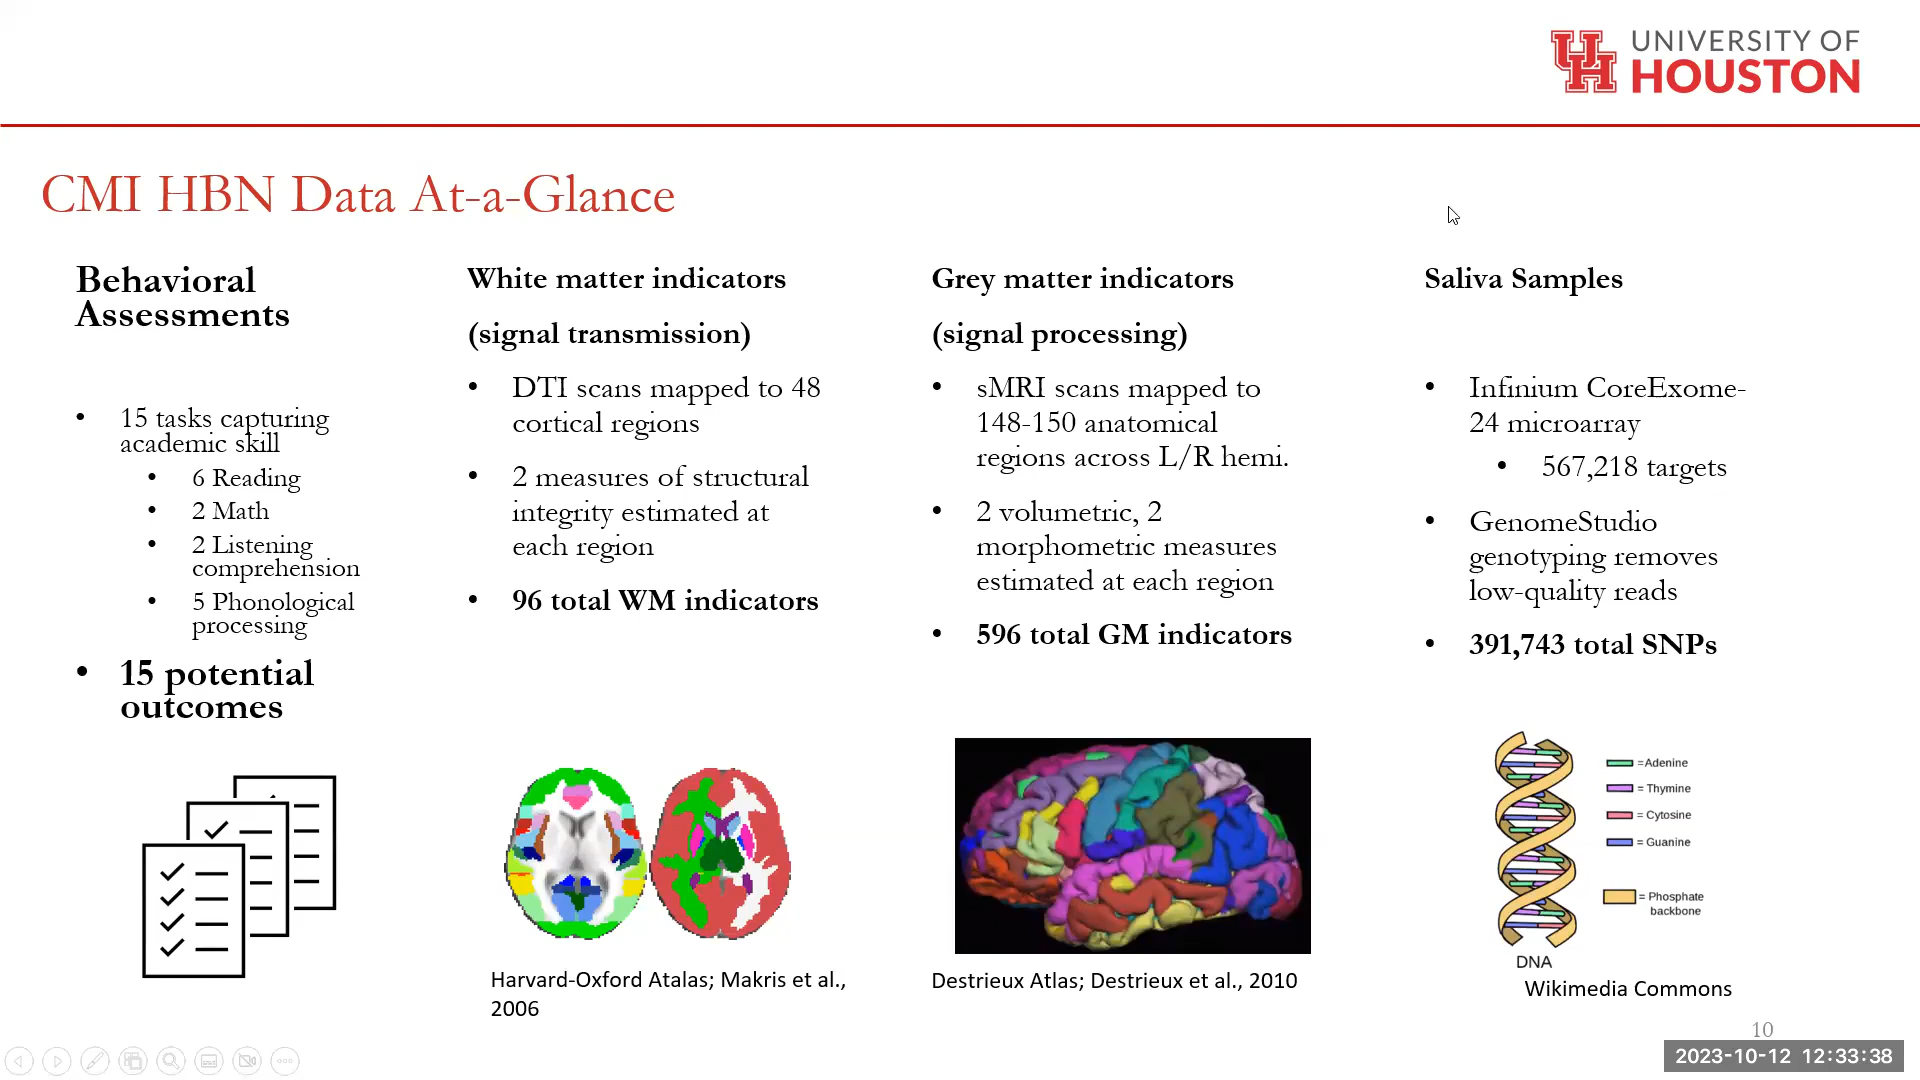 UNIVERSITY OF
HOUSTON
CMI HBN Data At-a-Glance
Behavioral
Assessments
• 15 tasks capturing
academic skill
• 6 Reading
• 2 Math
• 2 Listening
comprehension
• 5 Phonological
processing
• 15 potential
outcomes
White matter indicators
(signal transmission)
• DTI scans mapped to 48
cortical regions
• 2 measures of structural
integrity estimated at
each region
• 96 total WM indicators
Harvard-Oxford Atalas; Makris et al.,
2006
Grey matter indicators
(signal processing)
• sMRI scans mapped to
148-150 anatomical
regions across L/R hemi.
• 2 volumetric, 2
morphometric measures
estimated at each region
• 596 total GM indicators
Destrieux Atlas; Destrieux et al., 2010
Saliva Samples
• Infinium CoreExome-
24 microarray
• 567,218 targets
• GenomeStudio
genotyping removes
low-quality reads
• 391,743 total SNPs
=Adenine
= Thymine
= Cytosine
= Guanine
= Phosphate
backbone
DNA
Wikimedia Commons
10
2023-10-12 12:33:38